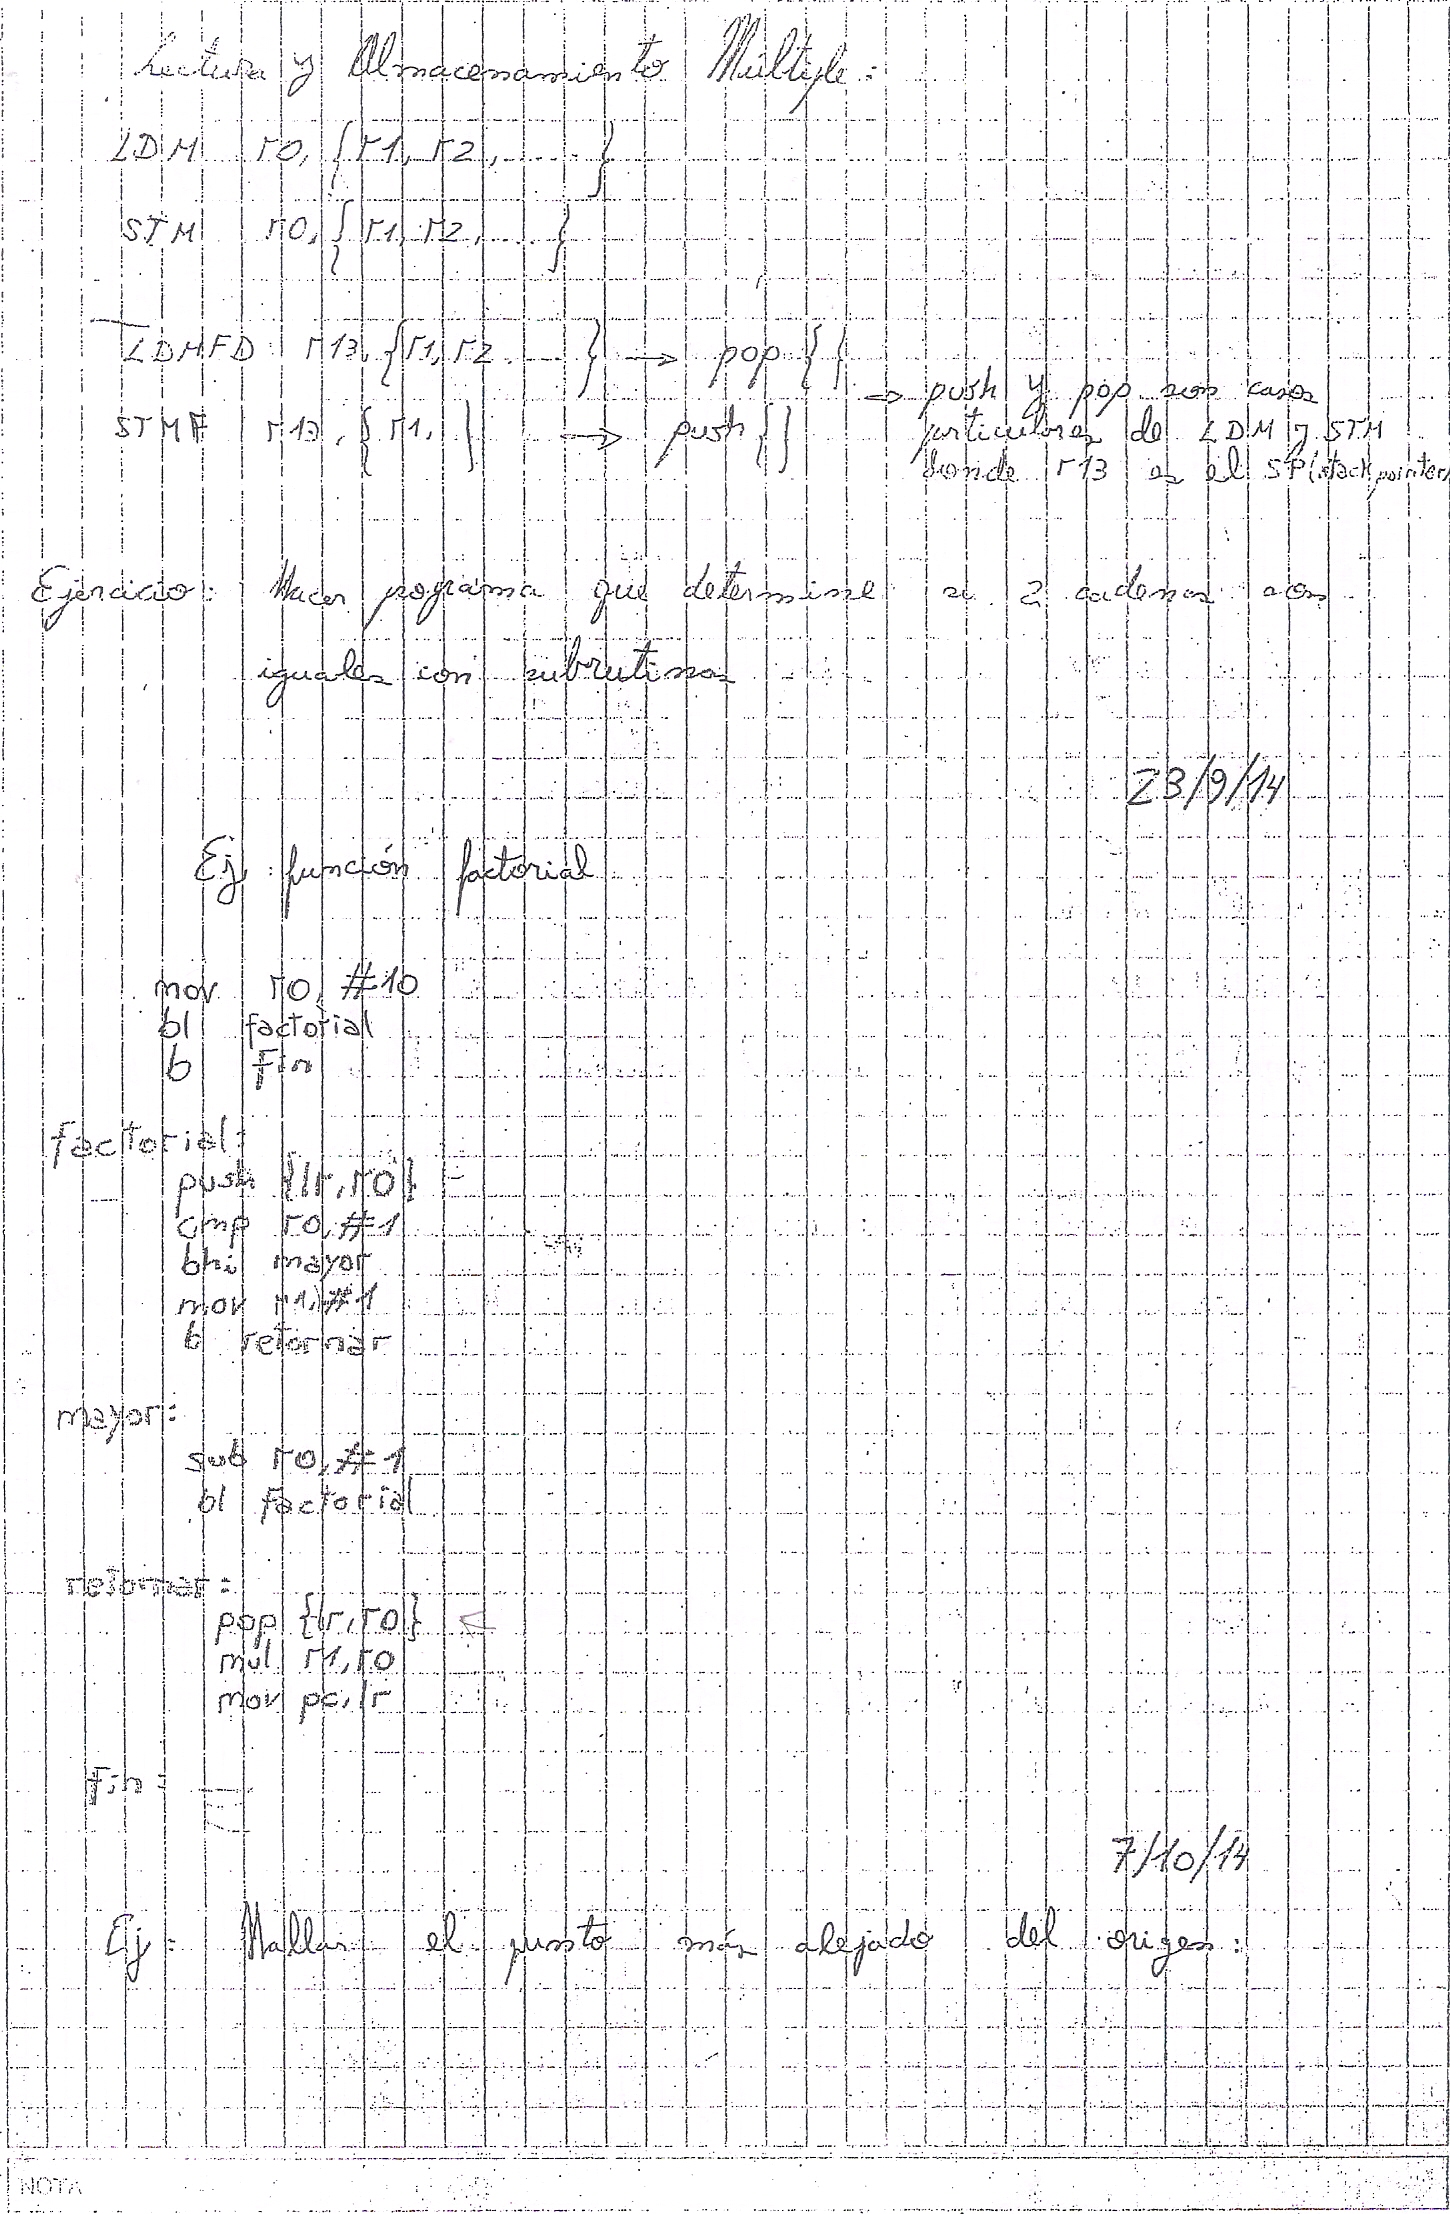 Lectura y Almacenamiento Múltiple:
LDM r0, {r1, r2, ..... }
STM r0, { r1, r2, ... }
LDMFD r13, {r1, r2 .... } → pop { }
⇒ push y pop son casos
STMF r13, { r1, } → push { } particulares de LDM y STM
donde r13 es el SP (stack pointer)
Ejercicio: Hacer programa que determine si 2 cadenas son
iguales con subrutinas
23/9/14
Ej: función factorial
mov r0, #10
bl factorial
b fin
factorial:
push {lr, r0}
cmp r0, #1
bhi mayor
mov r1, #1
b retornar
mayor:
sub r0, #1
bl factorial
retornar:
pop {lr, r0} ←
mul r1, r0
mov pc, lr
fin:
7/10/14
Ej: Hallar el punto más alejado del origen:
NOTA